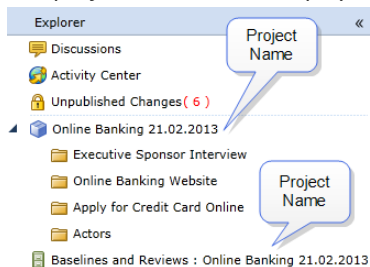 Explorer
«
Project
Name
Discussions
Activity Center
Unpublished Changes( 6 )
Online Banking 21.02.2013
Executive Sponsor Interview
Online Banking Website
Project
Name
Apply for Credit Card Online
Actors
Baselines and Reviews : Online Banking 21.02.2013